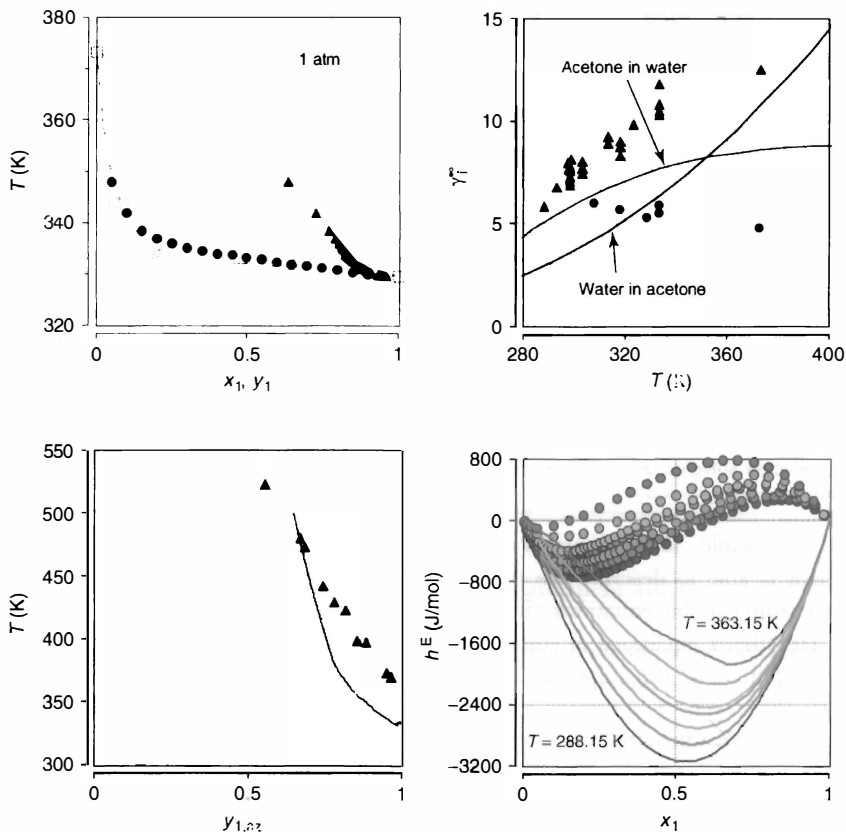 380
360
340
320
T (K)
1 atm
0
0.5
1
x1, y1
15
10
5
0
γi∞
Acetone in water
Water in acetone
280
320
360
400
T (K)
550
500
450
400
350
300
T (K)
0
0.5
1
y1,az
800
0
−800
−1600
−2400
−3200
hE (J/mol)
T = 363.15 K
T = 288.15 K
0
0.5
1
x1